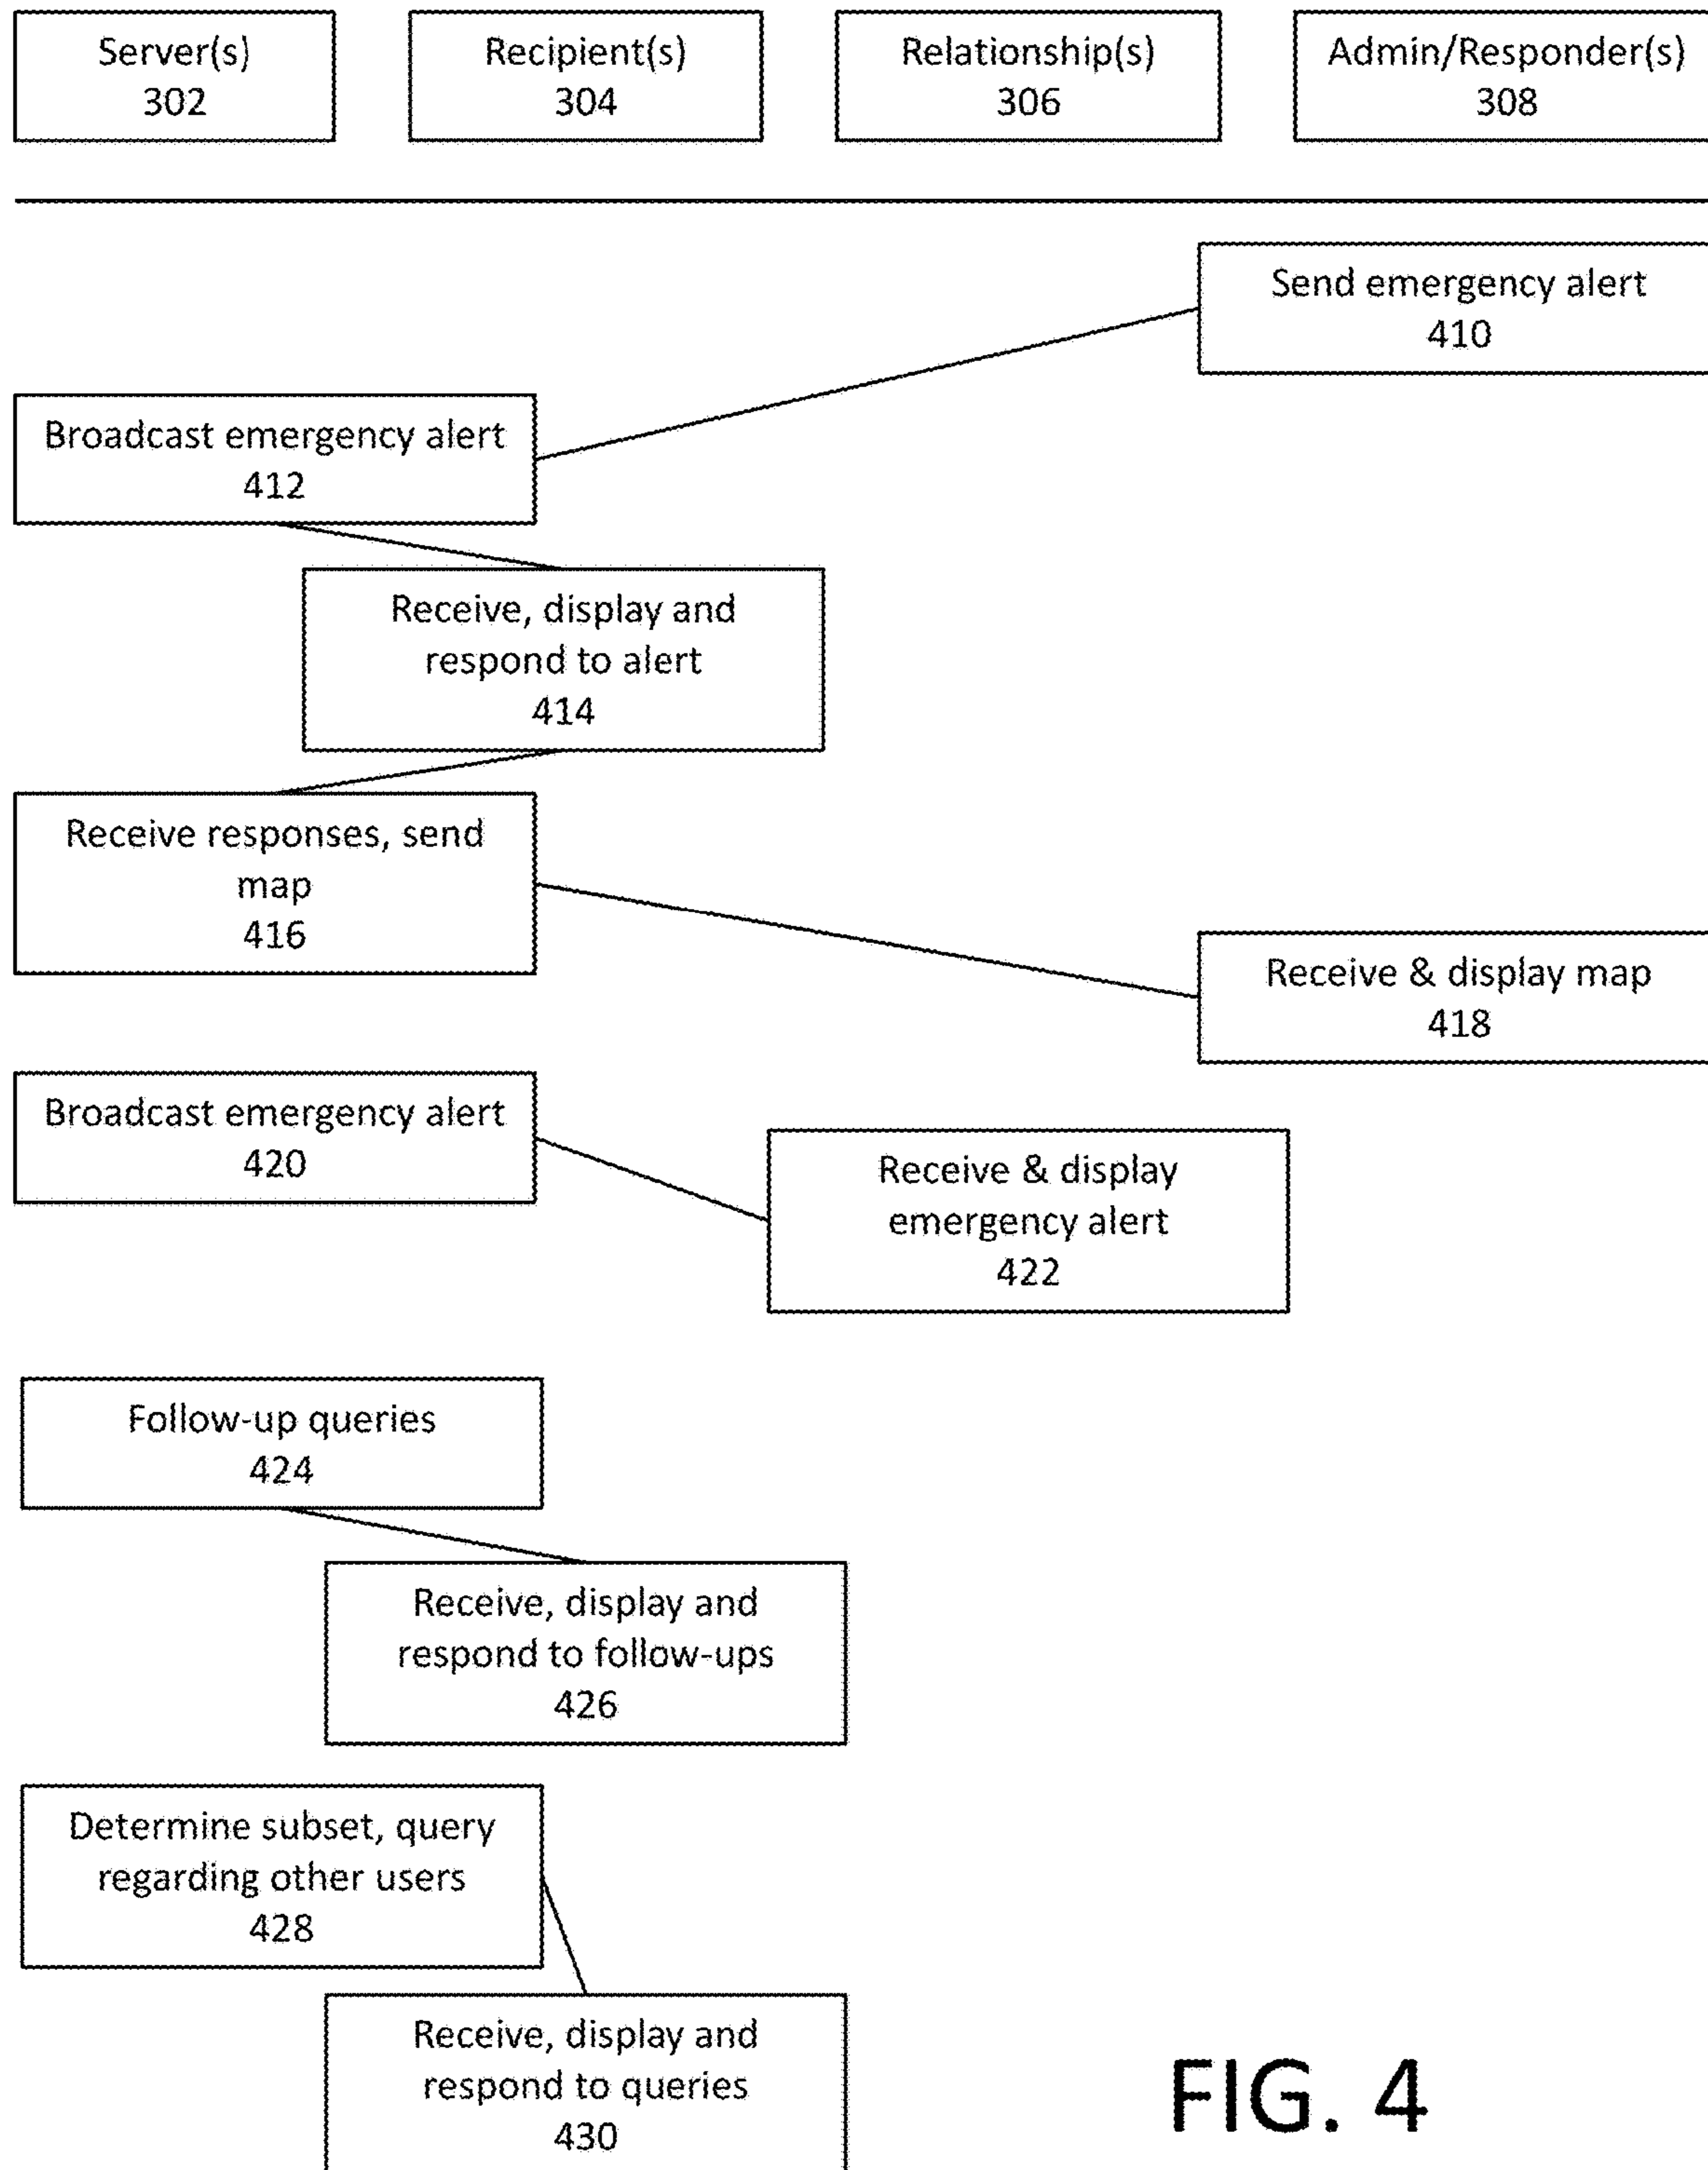 Server(s)
302
Recipient(s)
304
Relationship(s)
306
Admin/Responder(s)
308
Send emergency alert
410
Broadcast emergency alert
412
Receive, display and
respond to alert
414
Receive responses, send
map
416
Receive & display map
418
Broadcast emergency alert
420
Receive & display
emergency alert
422
Follow-up queries
424
Receive, display and
respond to follow-ups
426
Determine subset, query
regarding other users
428
Receive, display and
respond to queries
430
FIG. 4